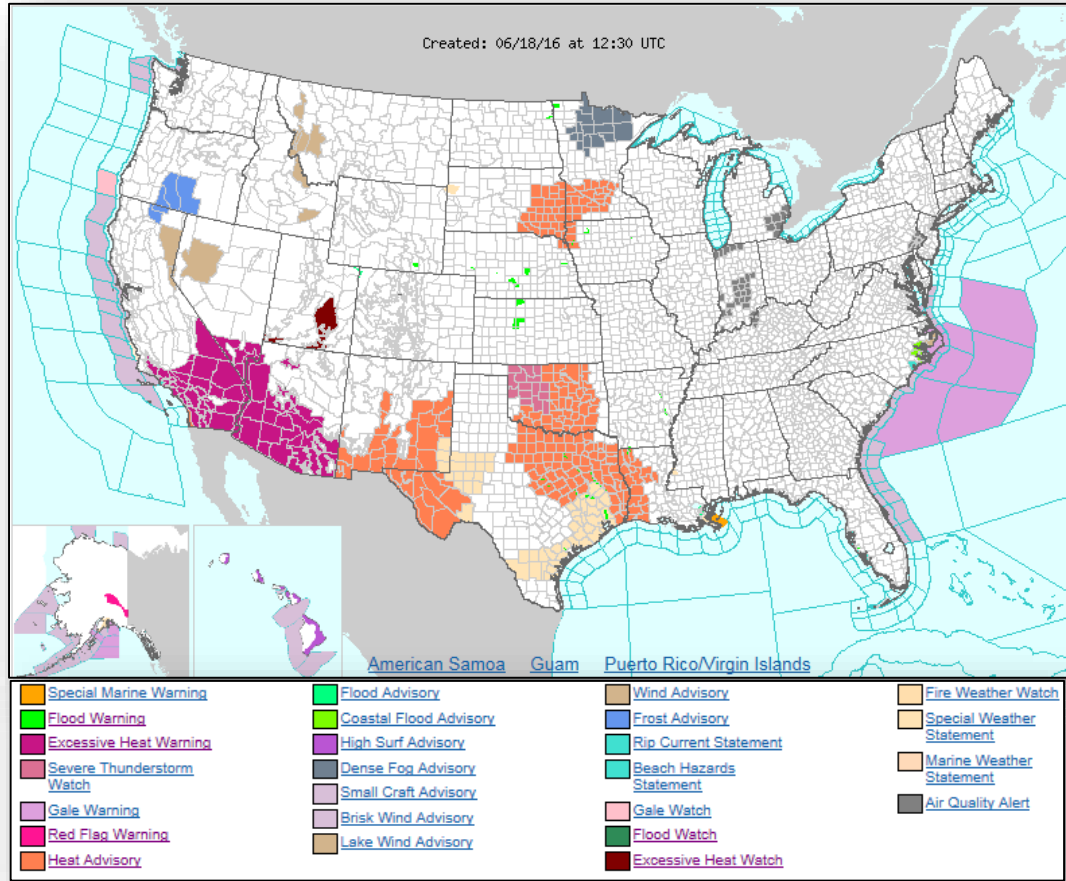 Created: 06/18/16 at 12:30 UTC
American Samoa Guam Puerto Rico/Virgin Islands
Special Marine Warning
Flood Warning
Excessive Heat Warning
Severe Thunderstorm
Watch
Gale Warning
Red Flag Warning
Heat Advisory
Flood Advisory
Coastal Flood Advisory
High Surf Advisory
Dense Fog Advisory
Small Craft Advisory
Brisk Wind Advisory
Lake Wind Advisory
Wind Advisory
Frost Advisory
Rip Current Statement
Beach Hazards
Statement
Gale Watch
Flood Watch
Excessive Heat Watch
Fire Weather Watch
Special Weather
Statement
Marine Weather
Statement
Air Quality Alert